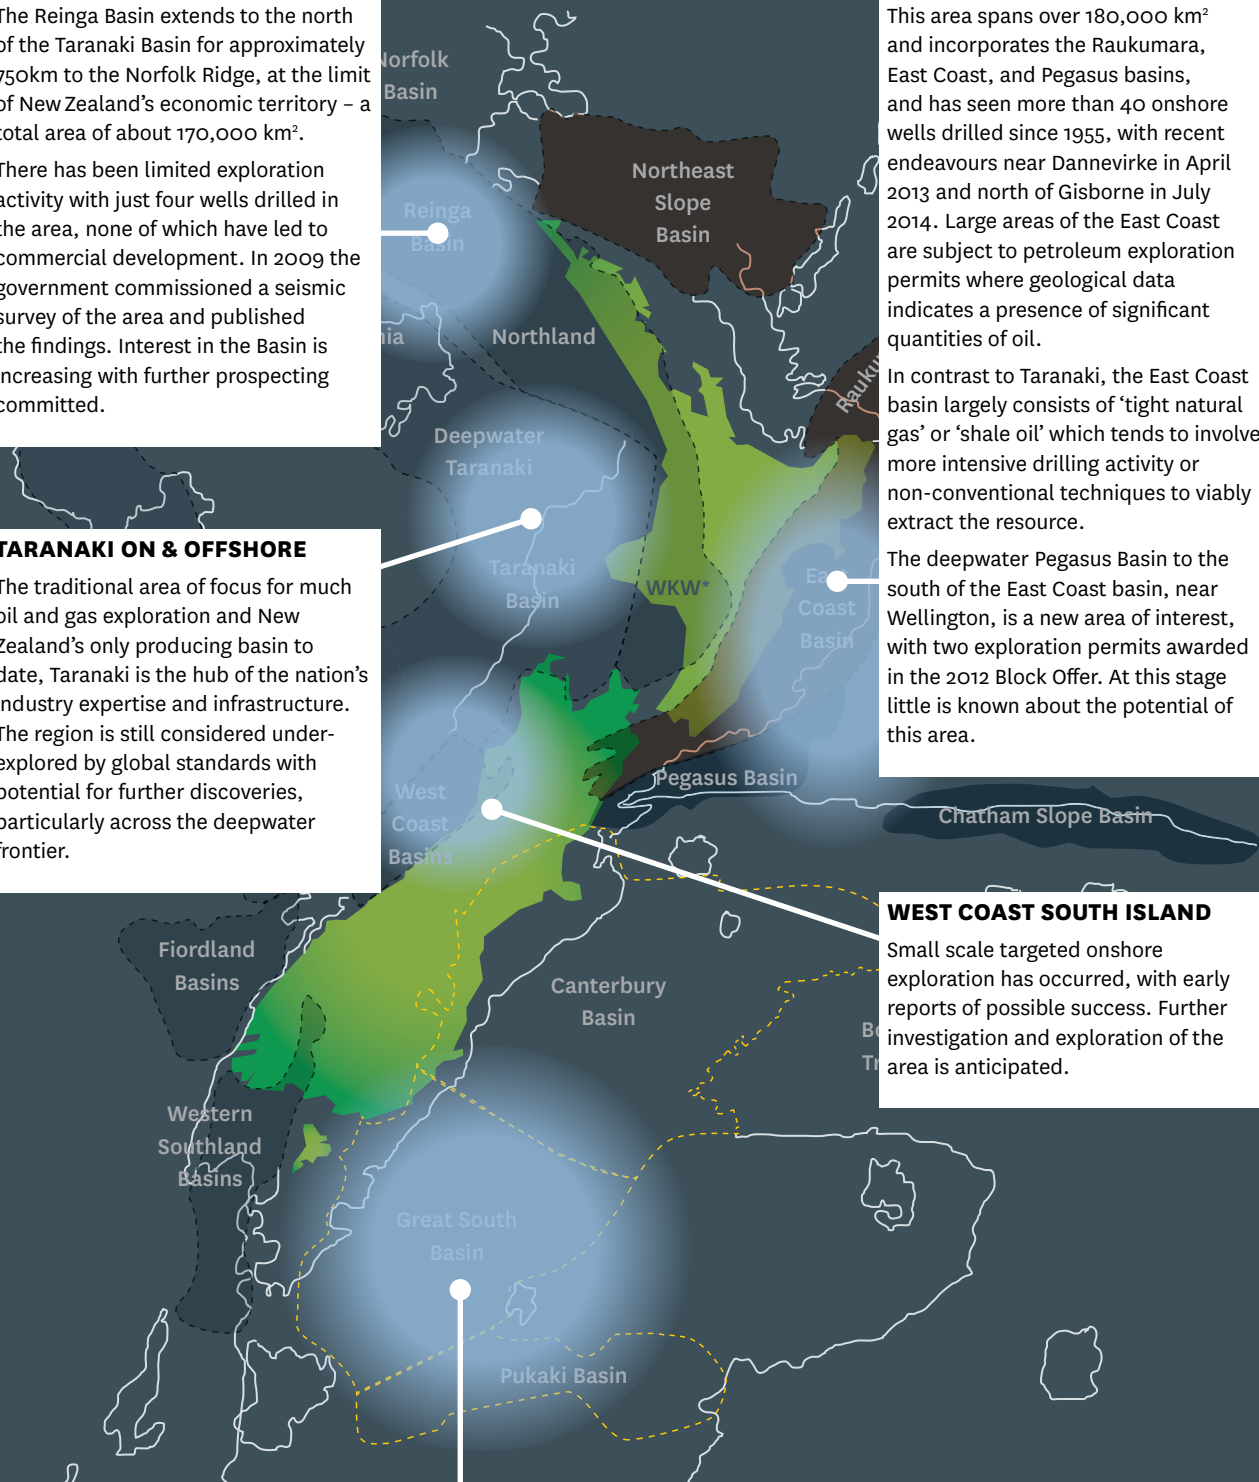 The Reinga Basin extends to the north
of the Taranaki Basin for approximately
750km to the Norfolk Ridge, at the limit
of New Zealand's economic territory – a
total area of about 170,000 km².
There has been limited exploration
activity with just four wells drilled in
the area, none of which have led to
commercial development. In 2009 the
government commissioned a seismic
survey of the area and published
the findings. Interest in the Basin is
increasing with further prospecting
committed.
TARANAKI ON & OFFSHORE
The traditional area of focus for much
oil and gas exploration and New
Zealand's only producing basin to
date, Taranaki is the hub of the nation's
industry expertise and infrastructure.
The region is still considered under-
explored by global standards with
potential for further discoveries,
particularly across the deepwater
frontier.
Norfolk
Basin
Reinga
Basin
Northeast
Slope
Basin
Northland
Deepwater
Taranaki
Taranaki
Basin
WKW*
East
Coast
Basin
West
Coast
Basins
Pegasus Basin
Chatham Slope Basin
Fiordland
Basins
Canterbury
Basin
Western
Southland
Basins
Great South
Basin
Pukaki Basin
This area spans over 180,000 km²
and incorporates the Raukumara,
East Coast, and Pegasus basins,
and has seen more than 40 onshore
wells drilled since 1955, with recent
endeavours near Dannevirke in April
2013 and north of Gisborne in July
2014. Large areas of the East Coast
are subject to petroleum exploration
permits where geological data
indicates a presence of significant
quantities of oil.
In contrast to Taranaki, the East Coast
basin largely consists of 'tight natural
gas' or 'shale oil' which tends to involve
more intensive drilling activity or
non-conventional techniques to viably
extract the resource.
The deepwater Pegasus Basin to the
south of the East Coast basin, near
Wellington, is a new area of interest,
with two exploration permits awarded
in the 2012 Block Offer. At this stage
little is known about the potential of
this area.
WEST COAST SOUTH ISLAND
Small scale targeted onshore
exploration has occurred, with early
reports of possible success. Further
investigation and exploration of the
area is anticipated.